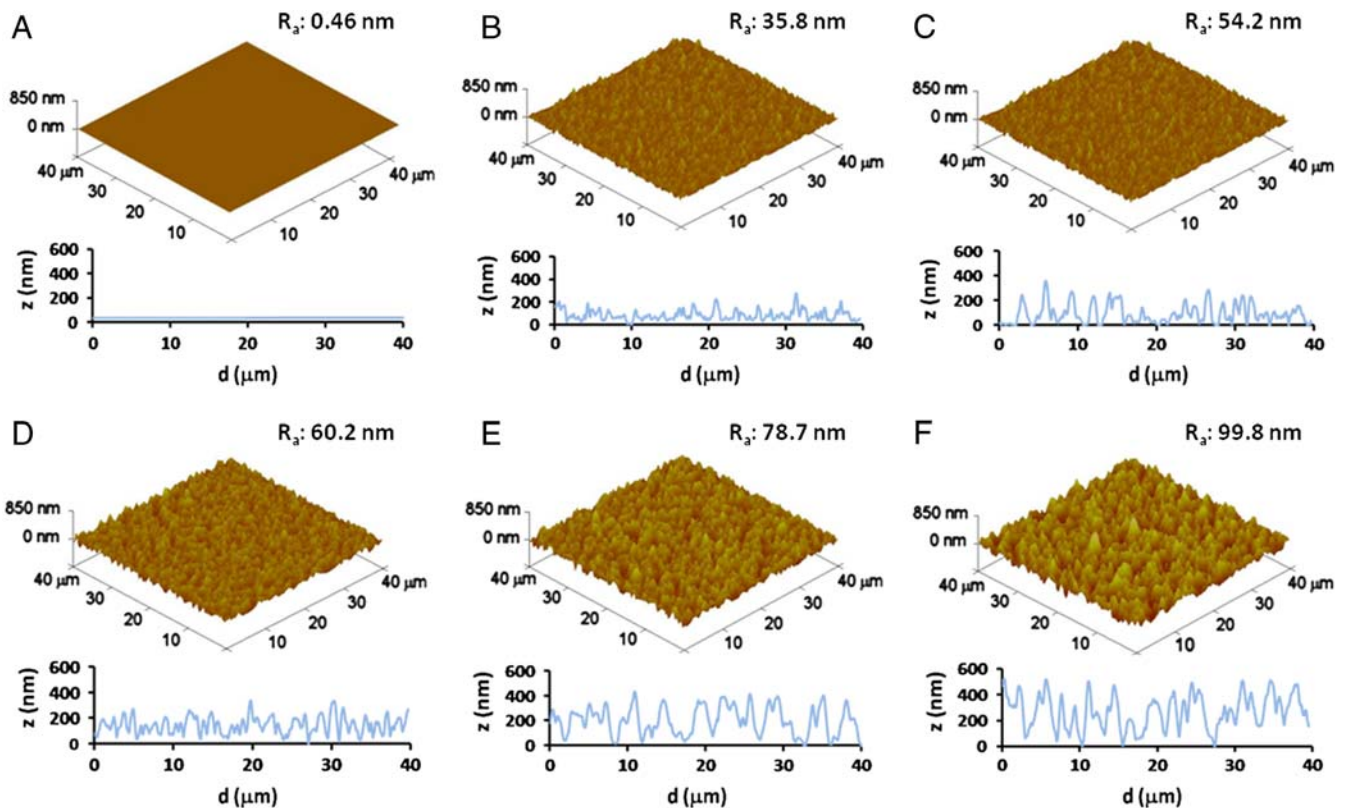 A
Rₐ: 0.46 nm
850 nm
0 nm
40 μm
30
20
10
10
20
30
40 μm
z (nm)
600
400
200
0
0 10 20 30 40
d (μm)
B
Rₐ: 35.8 nm
850 nm
0 nm
40 μm
30
20
10
10
20
30
40 μm
z (nm)
600
400
200
0
0 10 20 30 40
d (μm)
C
Rₐ: 54.2 nm
850 nm
0 nm
40 μm
30
20
10
10
20
30
40 μm
z (nm)
600
400
200
0
0 10 20 30 40
d (μm)
D
Rₐ: 60.2 nm
850 nm
0 nm
40 μm
30
20
10
10
20
30
40 μm
z (nm)
600
400
200
0
0 10 20 30 40
d (μm)
E
Rₐ: 78.7 nm
850 nm
0 nm
40 μm
30
20
10
10
20
30
40 μm
z (nm)
600
400
200
0
0 10 20 30 40
d (μm)
F
Rₐ: 99.8 nm
850 nm
0 nm
40 μm
30
20
10
10
20
30
40 μm
z (nm)
600
400
200
0
0 10 20 30 40
d (μm)